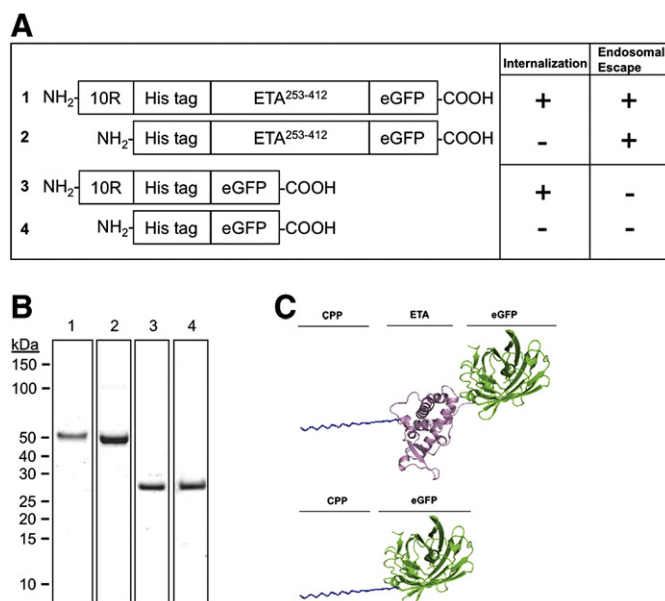 A
Internalization
Endosomal
Escape
1 NH2- 10R His tag ETA253-412 eGFP -COOH + +
2 NH2- His tag ETA253-412 eGFP -COOH - +
3 NH2- 10R His tag eGFP -COOH + -
4 NH2- His tag eGFP -COOH - -
B
1 2 3 4
kDa
150
100
50
40
30
25
20
15
10
C
CPP ETA eGFP
CPP eGFP